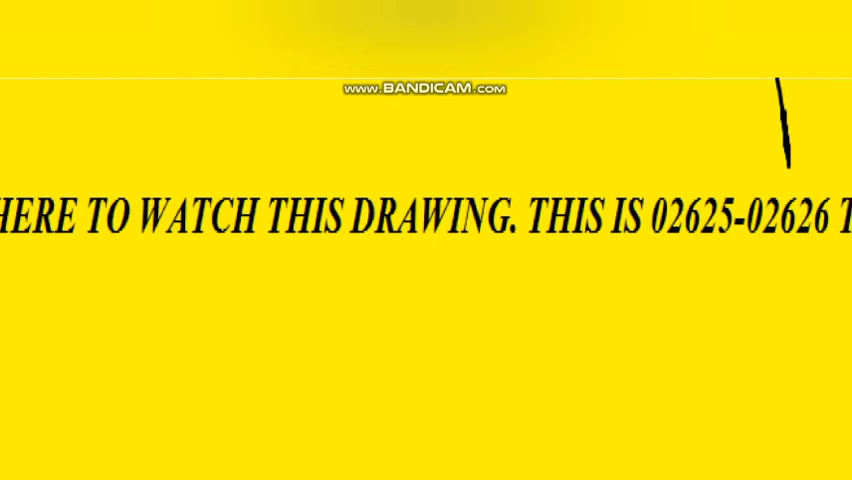 www.BANDICAM.com
HERE TO WATCH THIS DRAWING. THIS IS 02625-02626 T